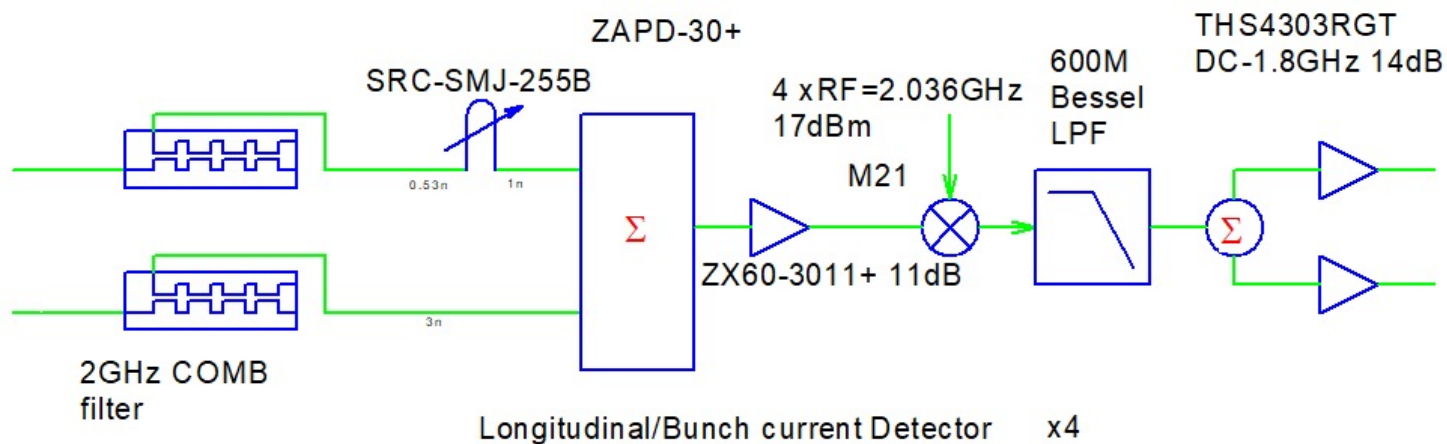 ZAPD-30+
THS4303RGT
DC-1.8GHz 14dB
SRC-SMJ-255B
4 xRF=2.036GHz
17dBm
600M
Bessel
LPF
M21
0.53n
1n
Σ
Σ
ZX60-3011+ 11dB
3n
2GHz COMB
filter
Longitudinal/Bunch current Detector x4